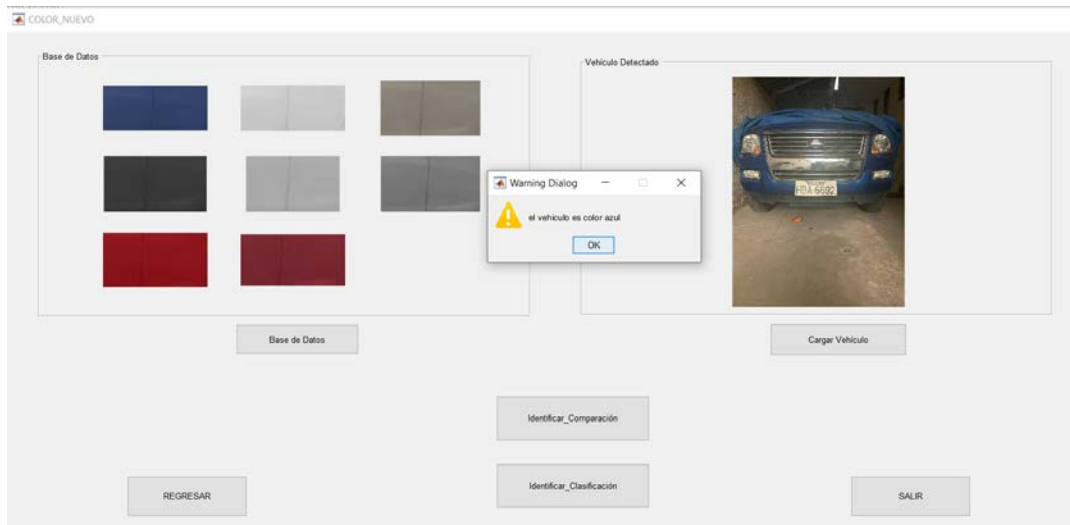 COLOR_NUEVO
Base de Datos
Vehículo Detectado
Warning Dialog
el vehiculo es color azul
OK
Base de Datos
Cargar Vehículo
Identificar_Comparación
Identificar_Clasificación
REGRESAR
SALIR